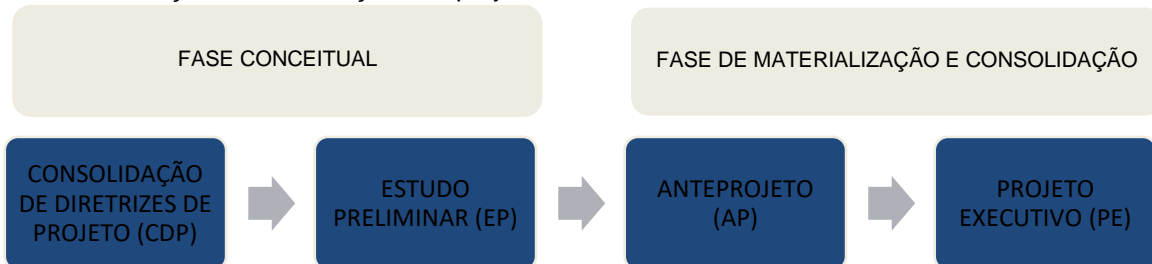 FASE CONCEITUAL
FASE DE MATERIALIZAÇÃO E CONSOLIDAÇÃO
CONSOLIDAÇÃO
DE DIRETRIZES DE
PROJETO (CDP)
ESTUDO
PRELIMINAR (EP)
ANTEPROJETO
(AP)
PROJETO
EXECUTIVO (PE)